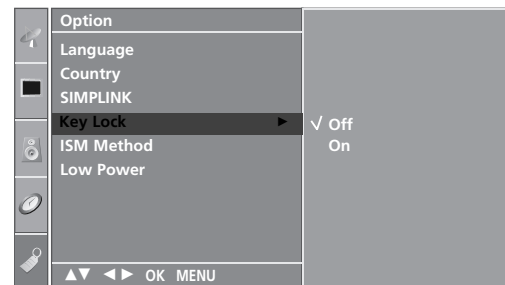 Option
Language
Country
SIMPLINK
Key Lock ►
ISM Method
Low Power
√ Off
On
▲▼ ◄► OK MENU